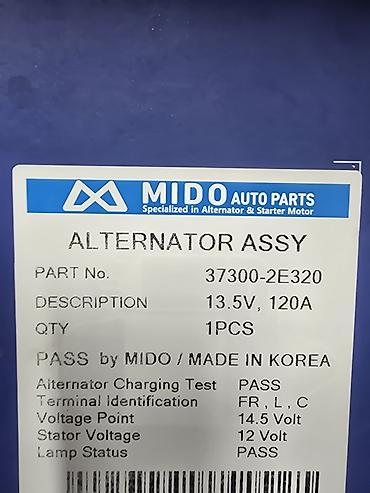 MIDO AUTO PARTS
Specialized in Alternator & Starter Motor
ALTERNATOR ASSY
PART No. 37300-2E320
DESCRIPTION 13.5V, 120A
QTY 1PCS
PASS by MIDO / MADE IN KOREA
Alternator Charging Test PASS
Terminal Identification FR , L , C
Voltage Point 14.5 Volt
Stator Voltage 12 Volt
Lamp Status PASS